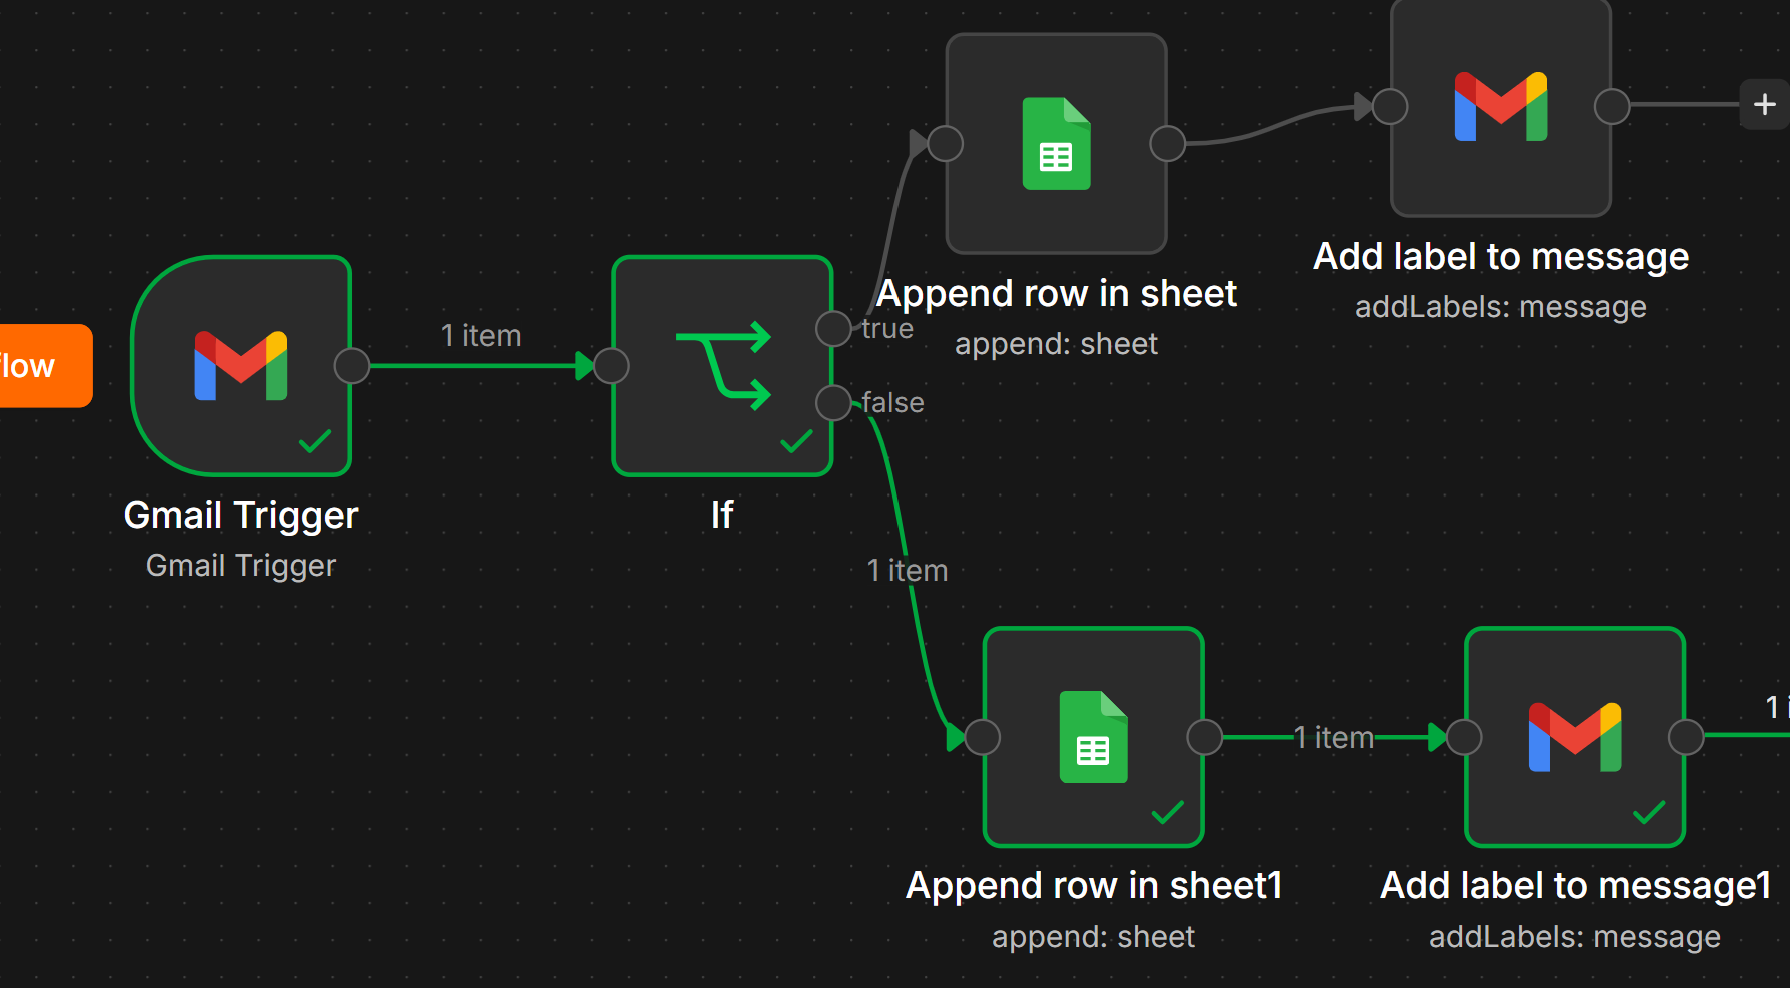 flow
1 item
Gmail Trigger
Gmail Trigger
If
true
false
Append row in sheet
append: sheet
Add label to message
addLabels: message
1 item
1 item
Append row in sheet1
append: sheet
Add label to message1
addLabels: message